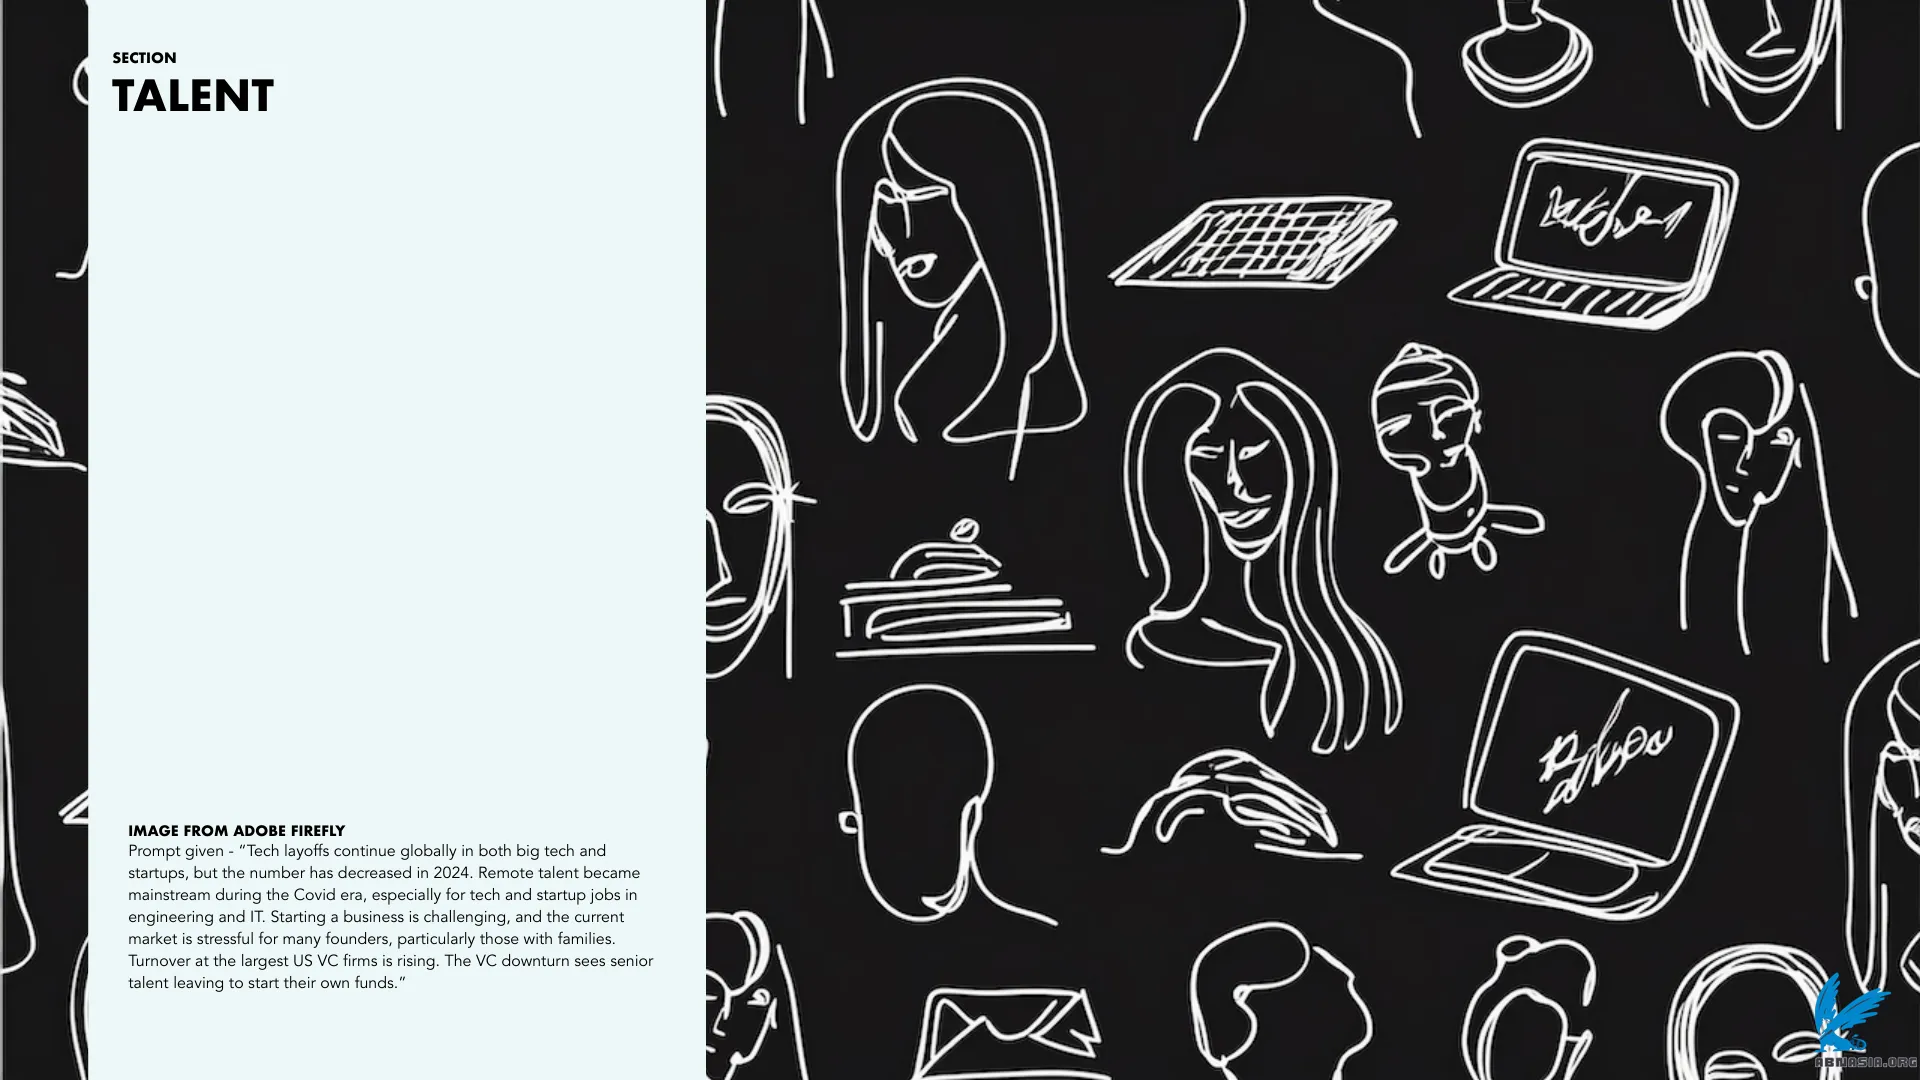 SECTION
TALENT
IMAGE FROM ADOBE FIREFLY
Prompt given - “Tech layoffs continue globally in both big tech and
startups, but the number has decreased in 2024. Remote talent became
mainstream during the Covid era, especially for tech and startup jobs in
engineering and IT. Starting a business is challenging, and the current
market is stressful for many founders, particularly those with families.
Turnover at the largest US VC firms is rising. The VC downturn sees senior
talent leaving to start their own funds.”
ABNASIA.ORG